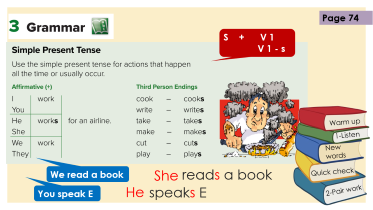 Page 74
3 Grammar
S + V 1
V 1 - s
Simple Present Tense
Use the simple present tense for actions that happen
all the time or usually occur.
Affirmative (+)
I work
You
He works for an airline.
She
We work
They
Third Person Endings
cook – cooks
write – writes
take – takes
make – makes
cut – cuts
play – plays
We read a book
You speak E
She reads a book
He speaks E
Warm up
1-Listen
New
words
Quick check
2-Pair work